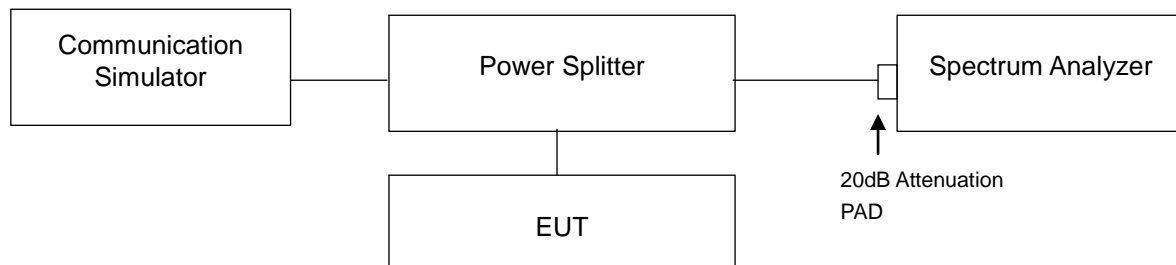 Communication
Simulator
Power Splitter
Spectrum Analyzer
20dB Attenuation
PAD
EUT